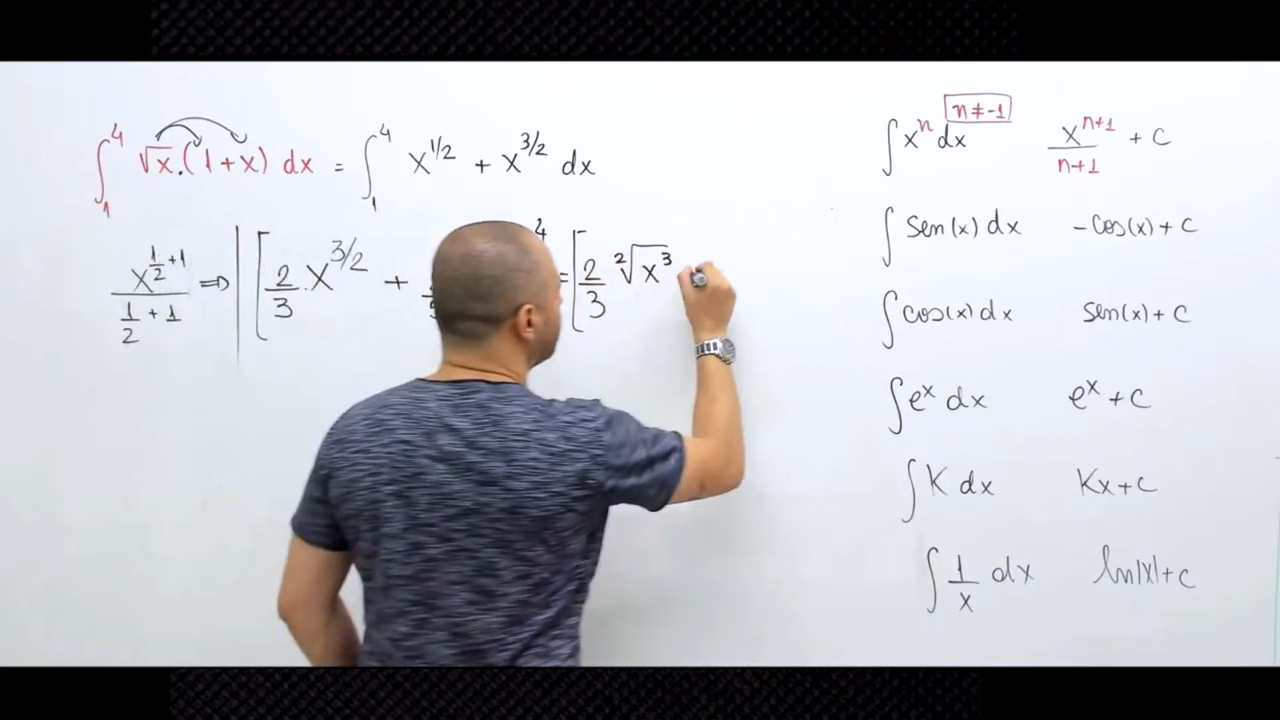 ∫₁⁴ √x.(1+x) dx = ∫₁⁴ x^{1/2} + x^{3/2} dx
x^{1/2+1}/(1/2+1) ⇒ | [2/3 . x^{3/2} + 4 = [2/3 ²√x³
∫xⁿdx n≠-1 x^{n+1}/(n+1) + C
∫sen(x) dx -cos(x)+C
∫cos(x)dx sen(x)+C
∫eˣ dx eˣ+C
∫K dx Kx+C
∫1/x dx ln|x|+C